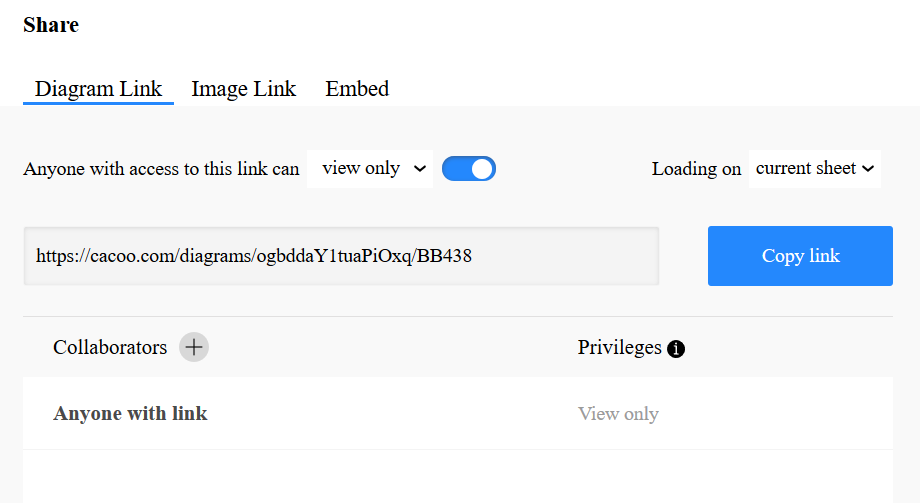 Share
Diagram Link Image Link Embed
Anyone with access to this link can view only Loading on current sheet
https://cacoo.com/diagrams/ogbddaY1tuaPiOxq/BB438 Copy link
Collaborators + Privileges i
Anyone with link View only